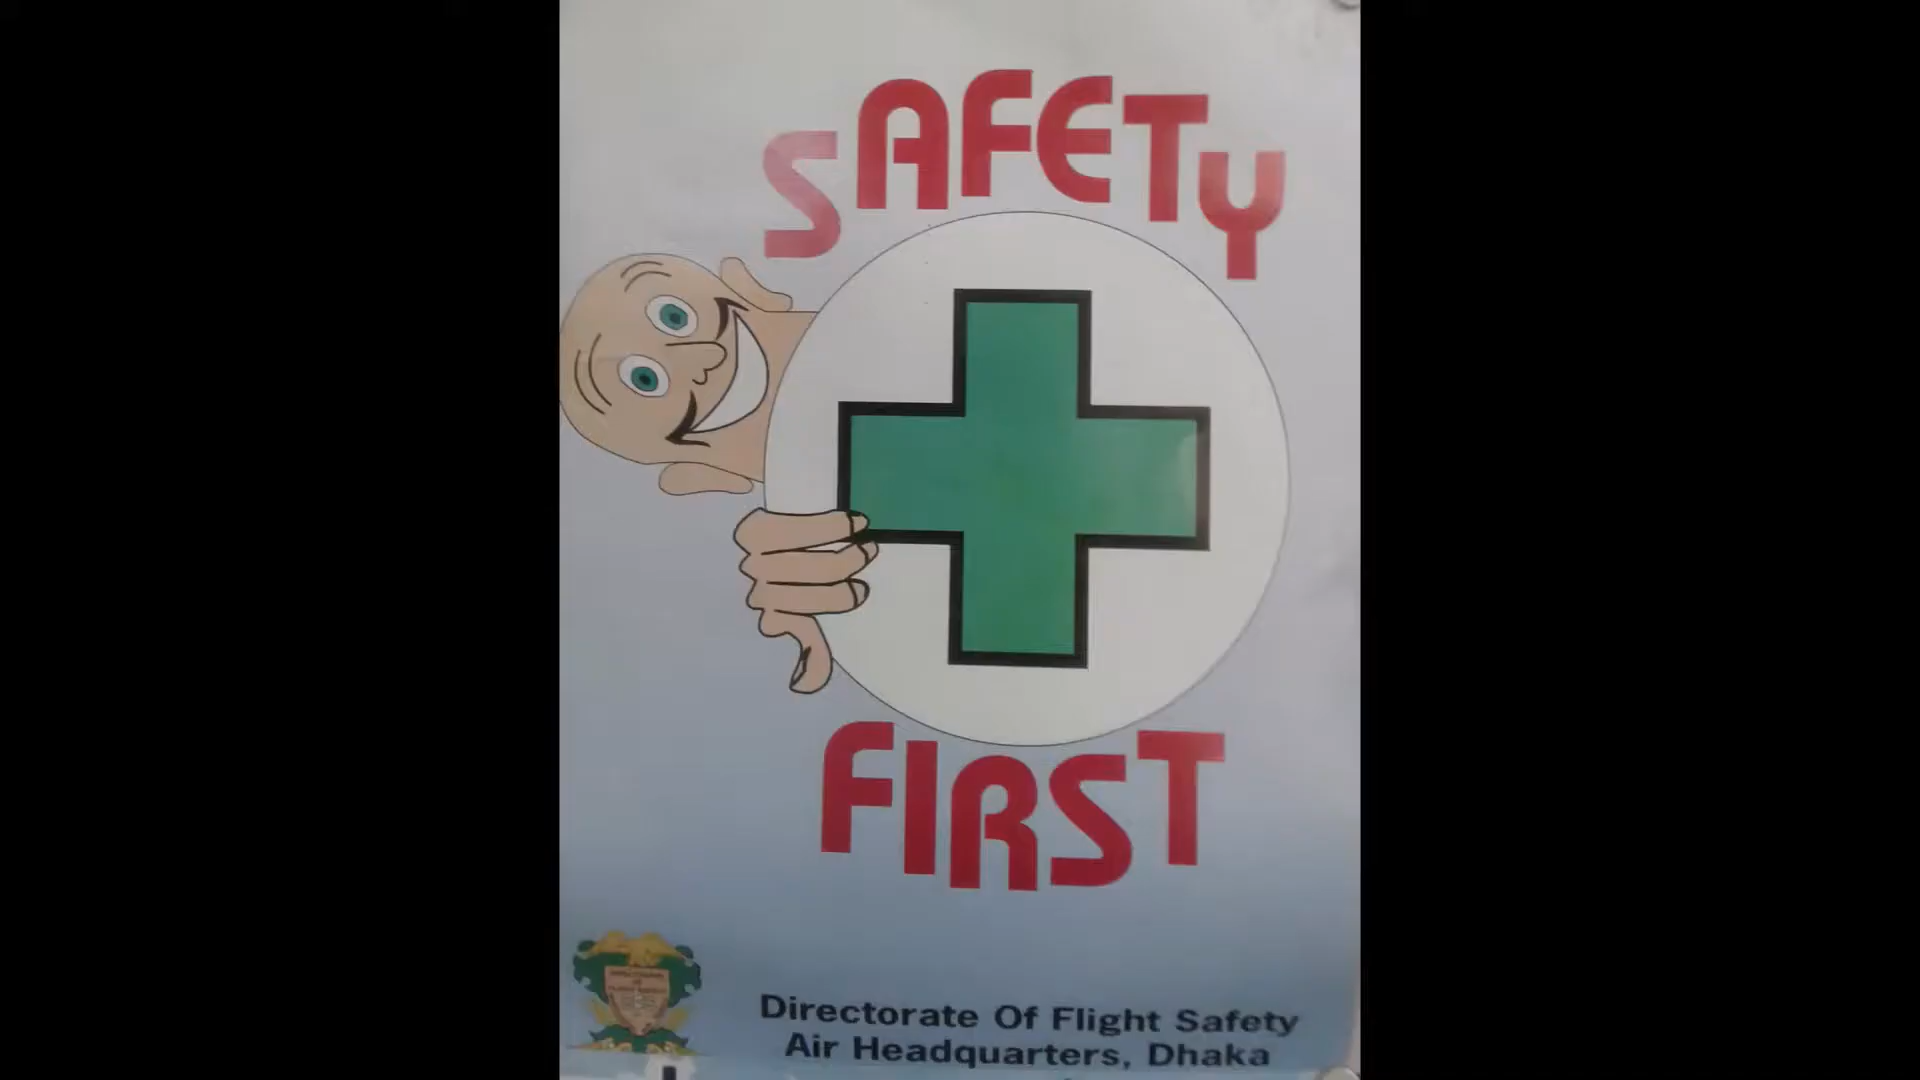 SAFETY
FIRST
Directorate Of Flight Safety
Air Headquarters, Dhaka